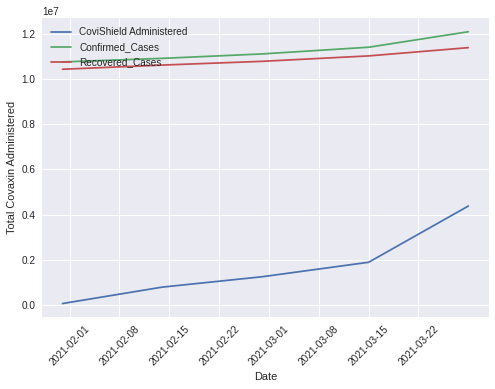 1e7
CoviShield Administered
Confirmed_Cases
Recovered_Cases
1.2
1.0
0.8
0.6
0.4
0.2
0.0
Total Covaxin Administered
2021-02-01
2021-02-08
2021-02-15
2021-02-22
2021-03-01
2021-03-08
2021-03-15
2021-03-22
Date